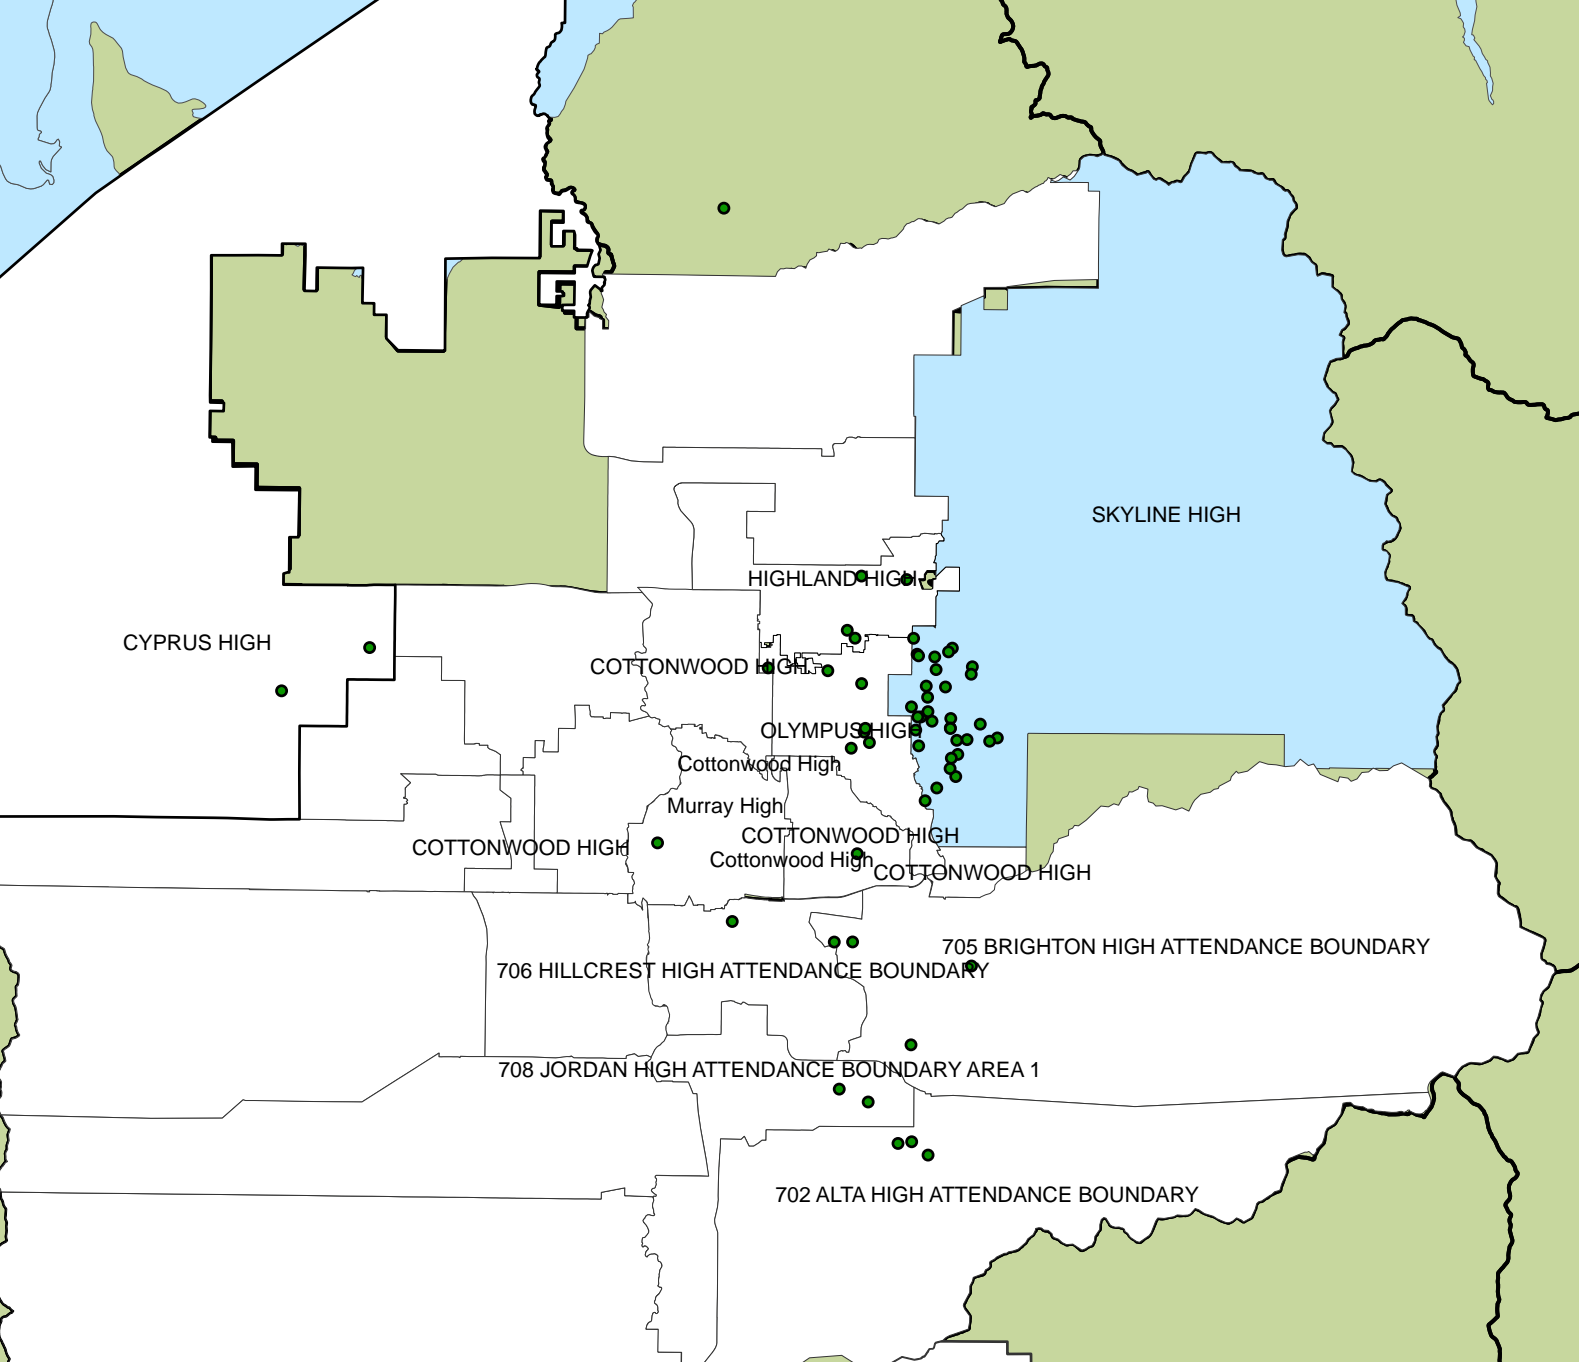 SKYLINE HIGH
HIGHLAND HIGH
CYPRUS HIGH
COTTONWOOD HIGH
OLYMPUS HIGH
Cottonwood High
Murray High
COTTONWOOD HIGH
COTTONWOOD HIGH
Cottonwood High
COTTONWOOD HIGH
705 BRIGHTON HIGH ATTENDANCE BOUNDARY
706 HILLCREST HIGH ATTENDANCE BOUNDARY
708 JORDAN HIGH ATTENDANCE BOUNDARY AREA 1
702 ALTA HIGH ATTENDANCE BOUNDARY